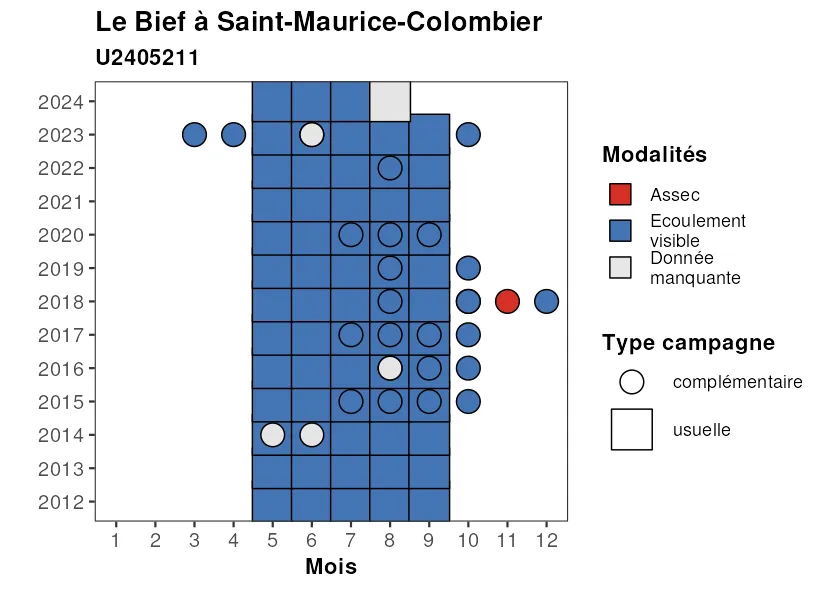 Le Bief à Saint-Maurice-Colombier
U2405211
2024
2023
2022
2021
2020
2019
2018
2017
2016
2015
2014
2013
2012
1 2 3 4 5 6 7 8 9 10 11 12
Mois
Modalités
Assec
Ecoulement
visible
Donnée
manquante
Type campagne
complémentaire
usuelle